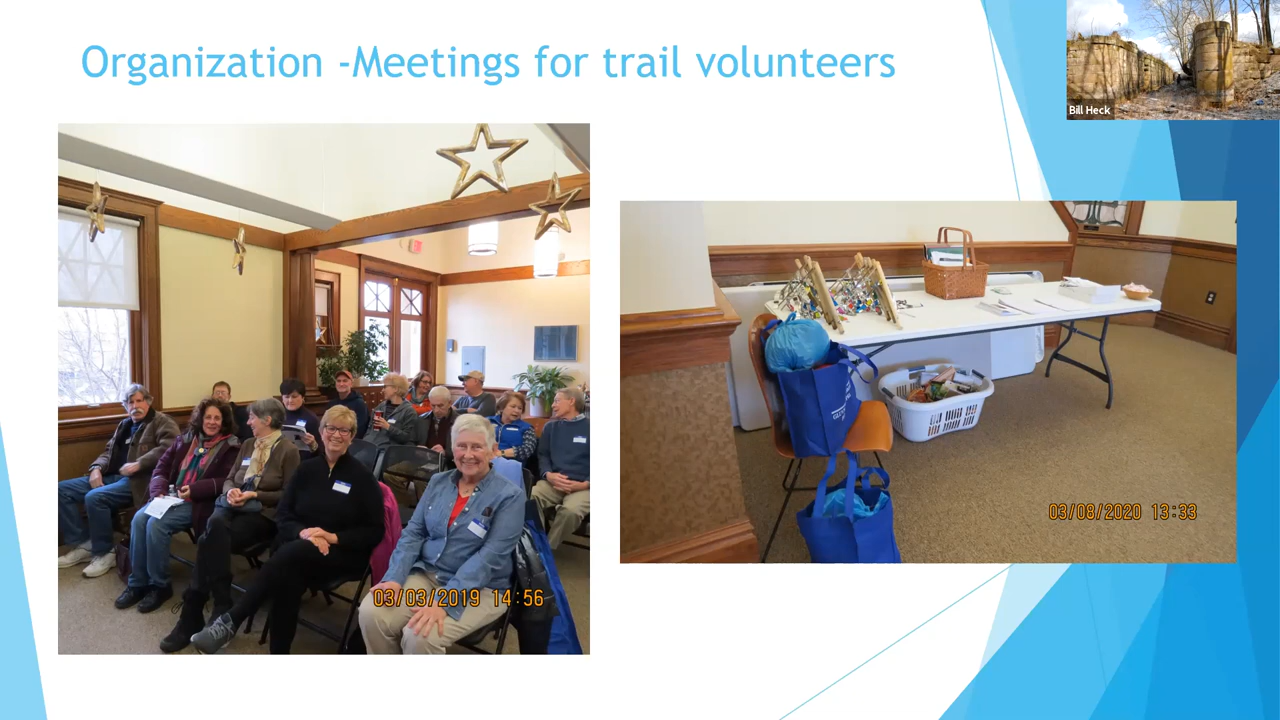 Organization -Meetings for trail volunteers
Bill Heck
03/03/2019 14:56
03/08/2020 13:33